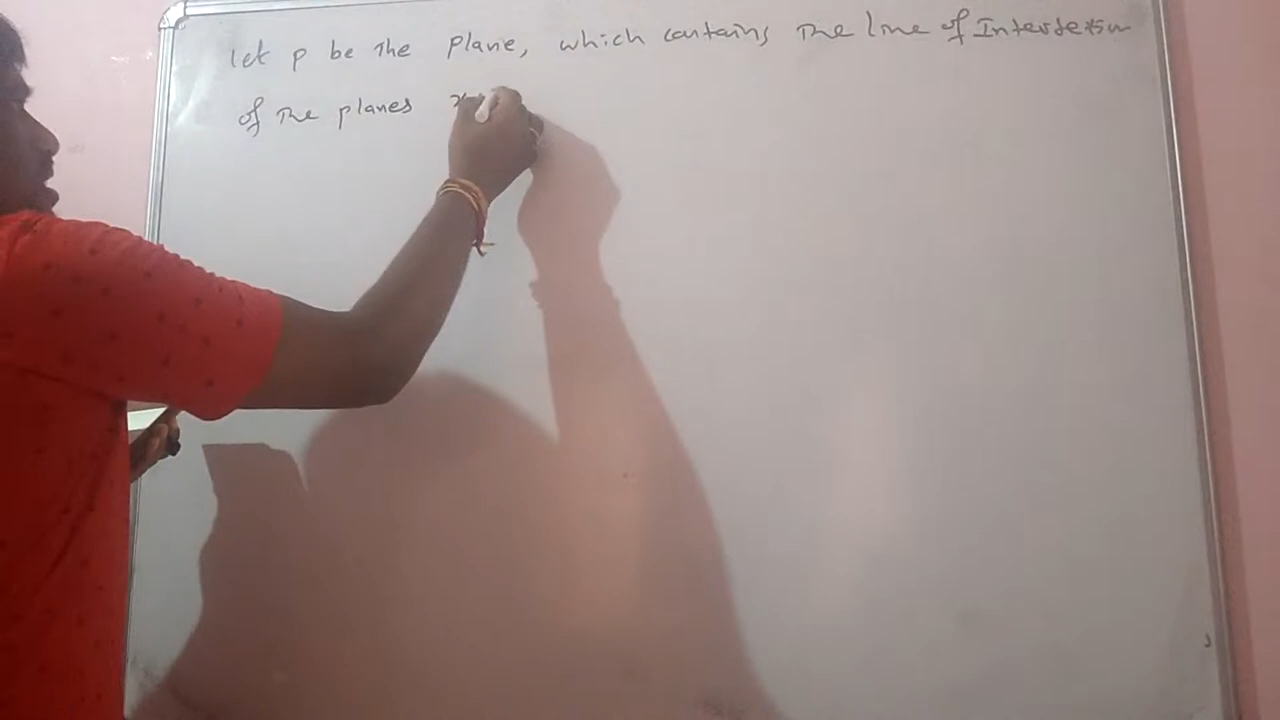 let p be the plane, which contains the line of Intersection
of the planes x+